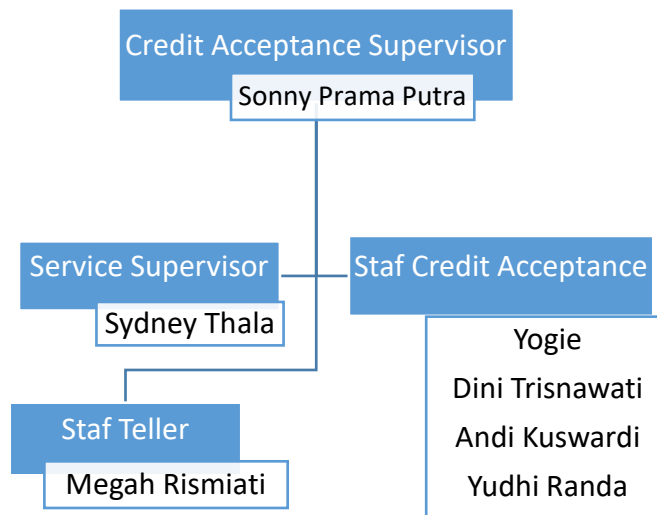 Credit Acceptance Supervisor
Sonny Prama Putra
Service Supervisor
Sydney Thala
Staf Credit Acceptance
Yogie
Dini Trisnawati
Andi Kuswardi
Yudhi Randa
Staf Teller
Megah Rismiati